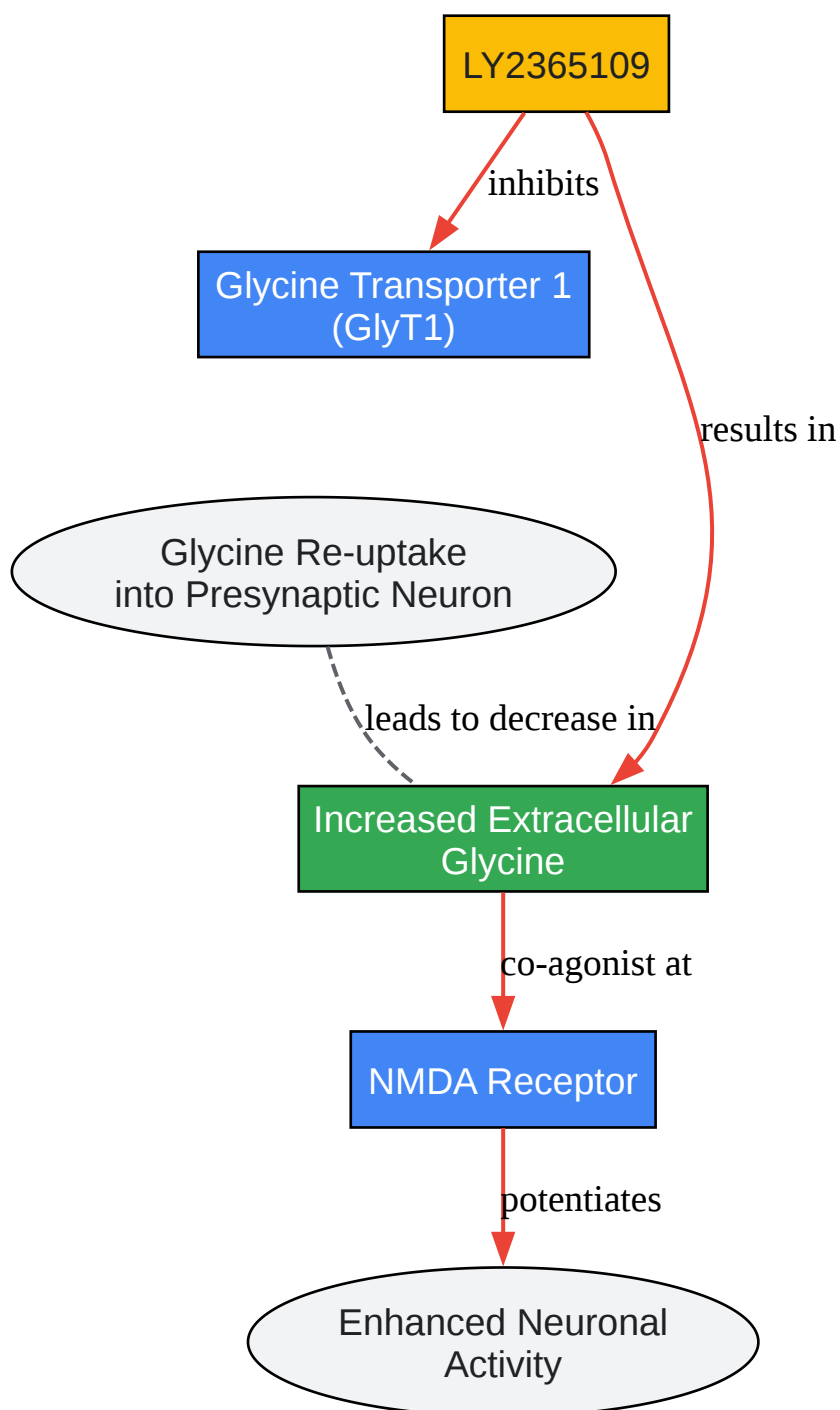 LY2365109
inhibits
Glycine Transporter 1
(GlyT1)
results in
Glycine Re-uptake
into Presynaptic Neuron
leads to decrease in
Increased Extracellular
Glycine
co-agonist at
NMDA Receptor
potentiates
Enhanced Neuronal
Activity